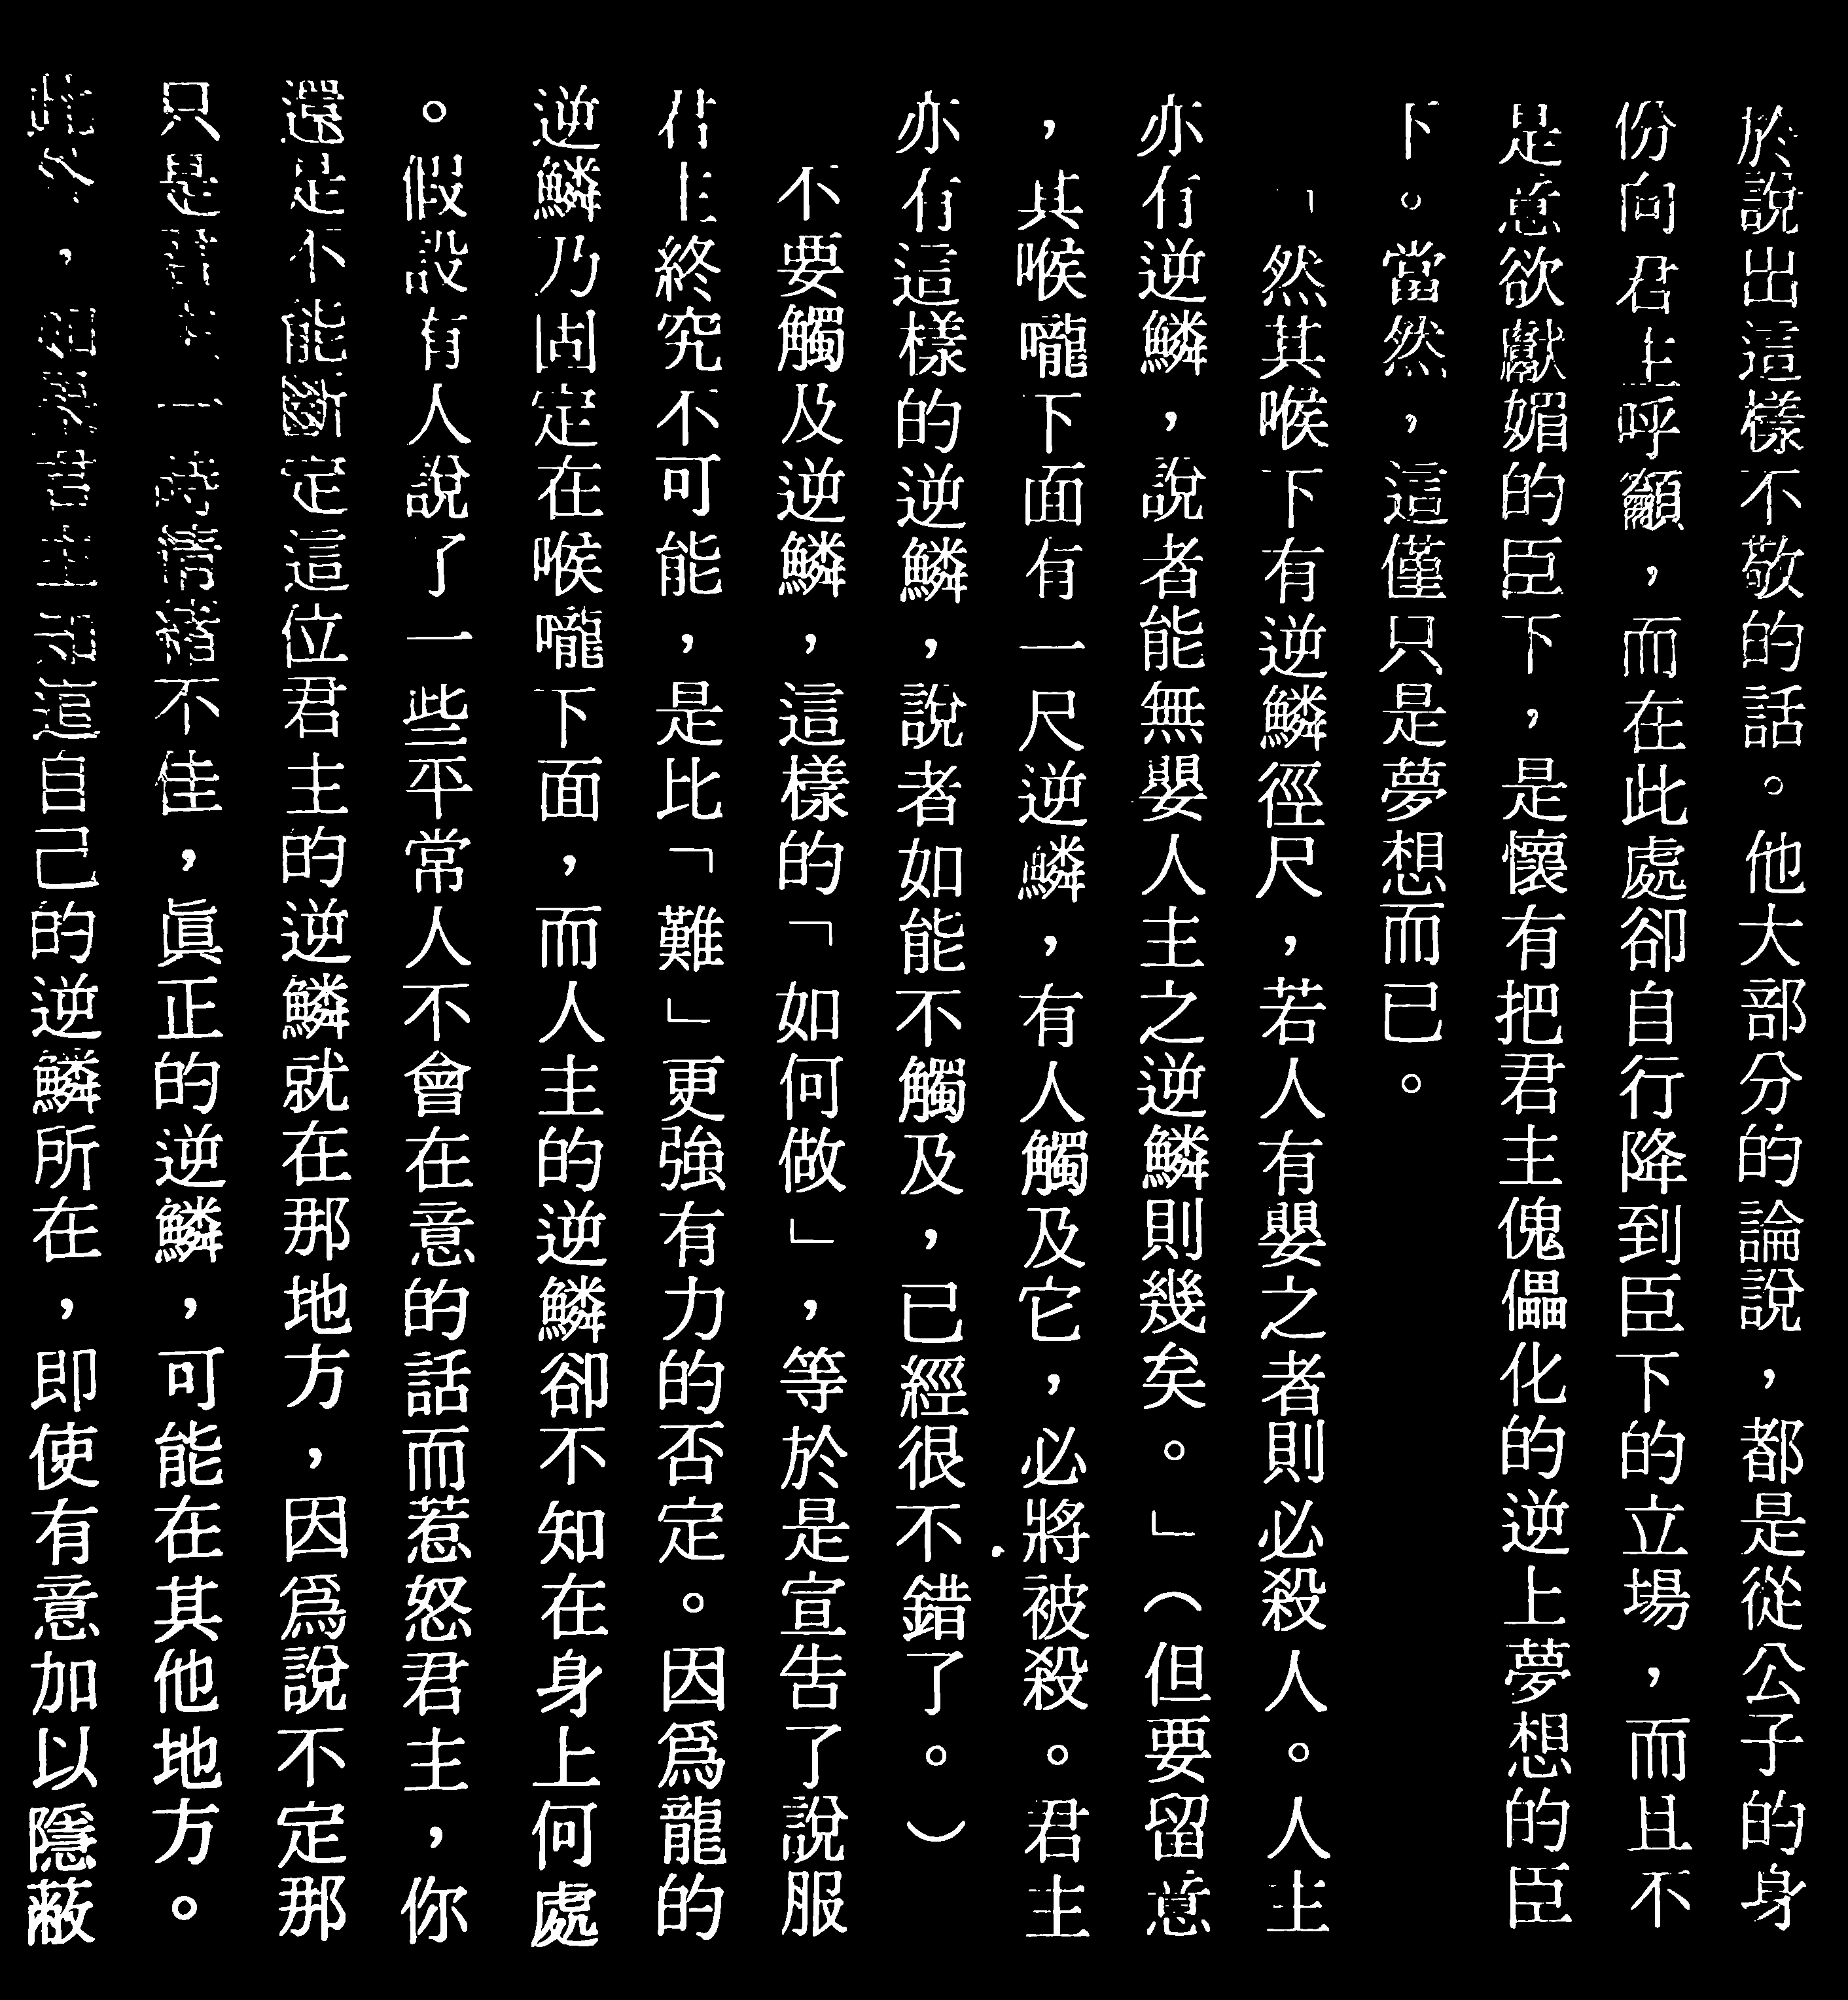 於說出這樣不敬的話。他大部分的論說，都是從公子的身
份向君上呼籲，而在此處卻自行降到臣下的立場，而且不
是意欲獻媚的臣下，是懷有把君主傀儡化的逆上夢想的臣
下。當然，這僅只是夢想而已。
「然其喉下有逆鱗徑尺，若人有嬰之者則必殺人。人主
亦有逆鱗，說者能無嬰人主之逆鱗則幾矣。」（但要留意
，其喉嚨下面有一尺逆鱗，有人觸及它，必將被殺。君主
亦有這樣的逆鱗，說者如能不觸及，已經很不錯了。）
不要觸及逆鱗，這樣的「如何做」，等於是宣告了說服
君上終究不可能，是比「難」更強有力的否定。因爲龍的
逆鱗乃固定在喉嚨下面，而人主的逆鱗卻不知在身上何處
。假設有人說了一些平常人不會在意的話而惹怒君主，你
還是不能斷定這位君主的逆鱗就在那地方，因爲說不定那
只是當天一時情緒不佳，眞正的逆鱗，可能在其他地方。
此外，如果君主知道自己的逆鱗所在，即使有意加以隱蔽